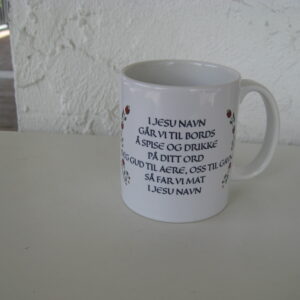 I JESU NAVN
GÅR VI TIL BORDS
Å SPISE OG DRIKKE
PÅ DITT ORD
GUD TIL AERE, OSS TIL
SÅ FAR VI MAT
I JESU NAVN